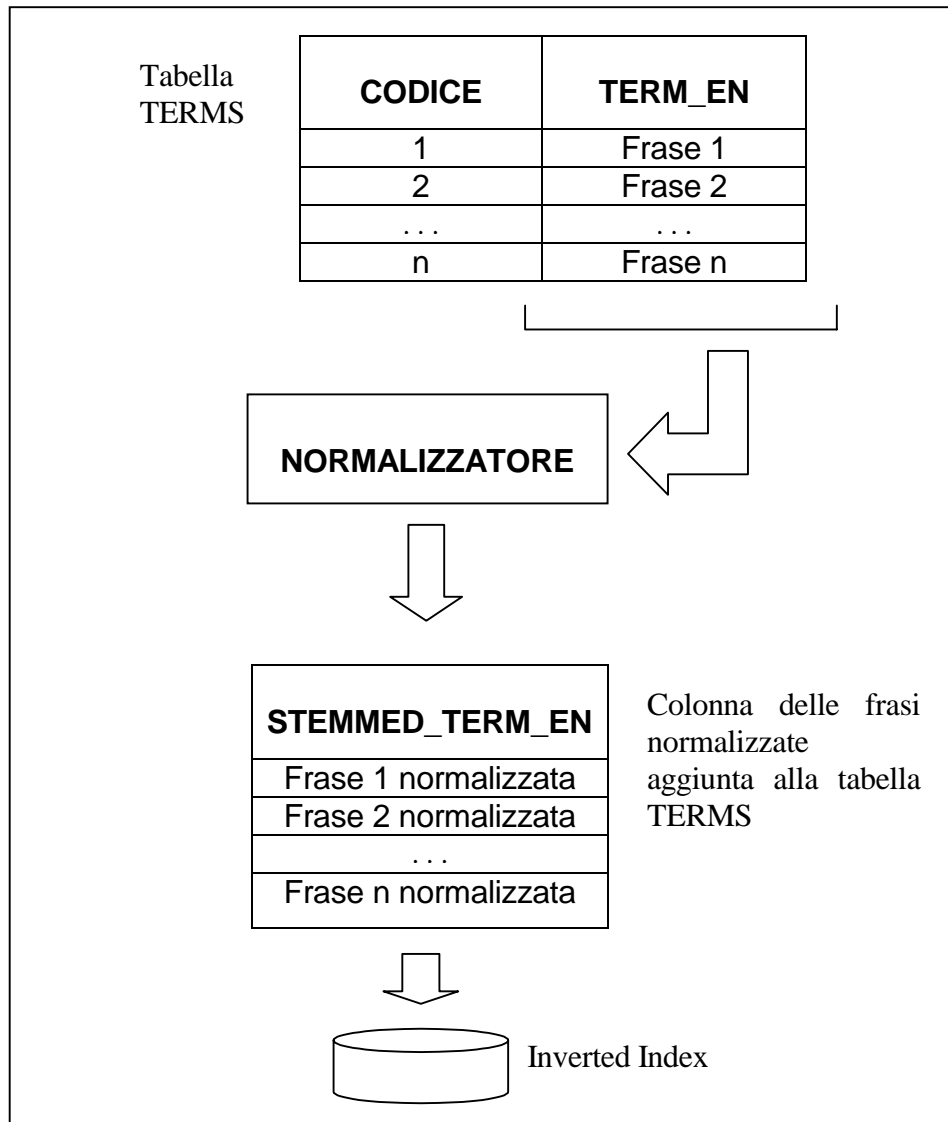 Tabella
TERMS
CODICE TERM_EN
1 Frase 1
2 Frase 2
. . . . . .
n Frase n
NORMALIZZATORE
STEMMED_TERM_EN
Frase 1 normalizzata
Frase 2 normalizzata
. . .
Frase n normalizzata
Colonna delle frasi
normalizzate
aggiunta alla tabella
TERMS
Inverted Index